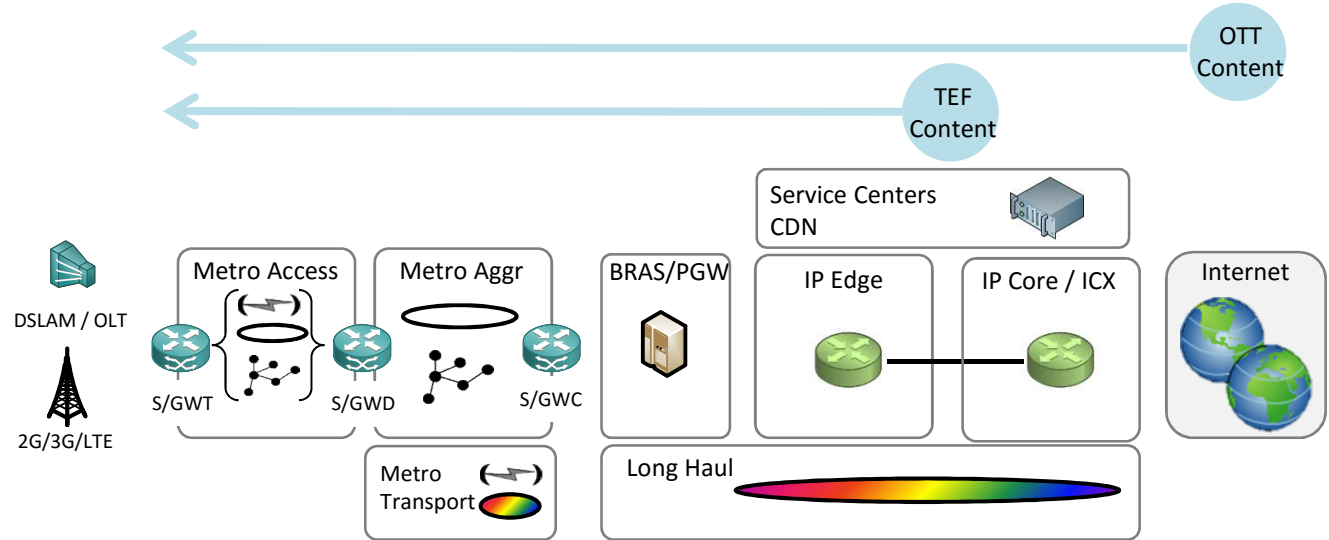 OTT
Content
TEF
Content
Service Centers
CDN
DSLAM / OLT
2G/3G/LTE
Metro Access
S/GWT
S/GWD
Metro Aggr
S/GWC
BRAS/PGW
IP Edge
IP Core / ICX
Internet
Metro
Transport
Long Haul